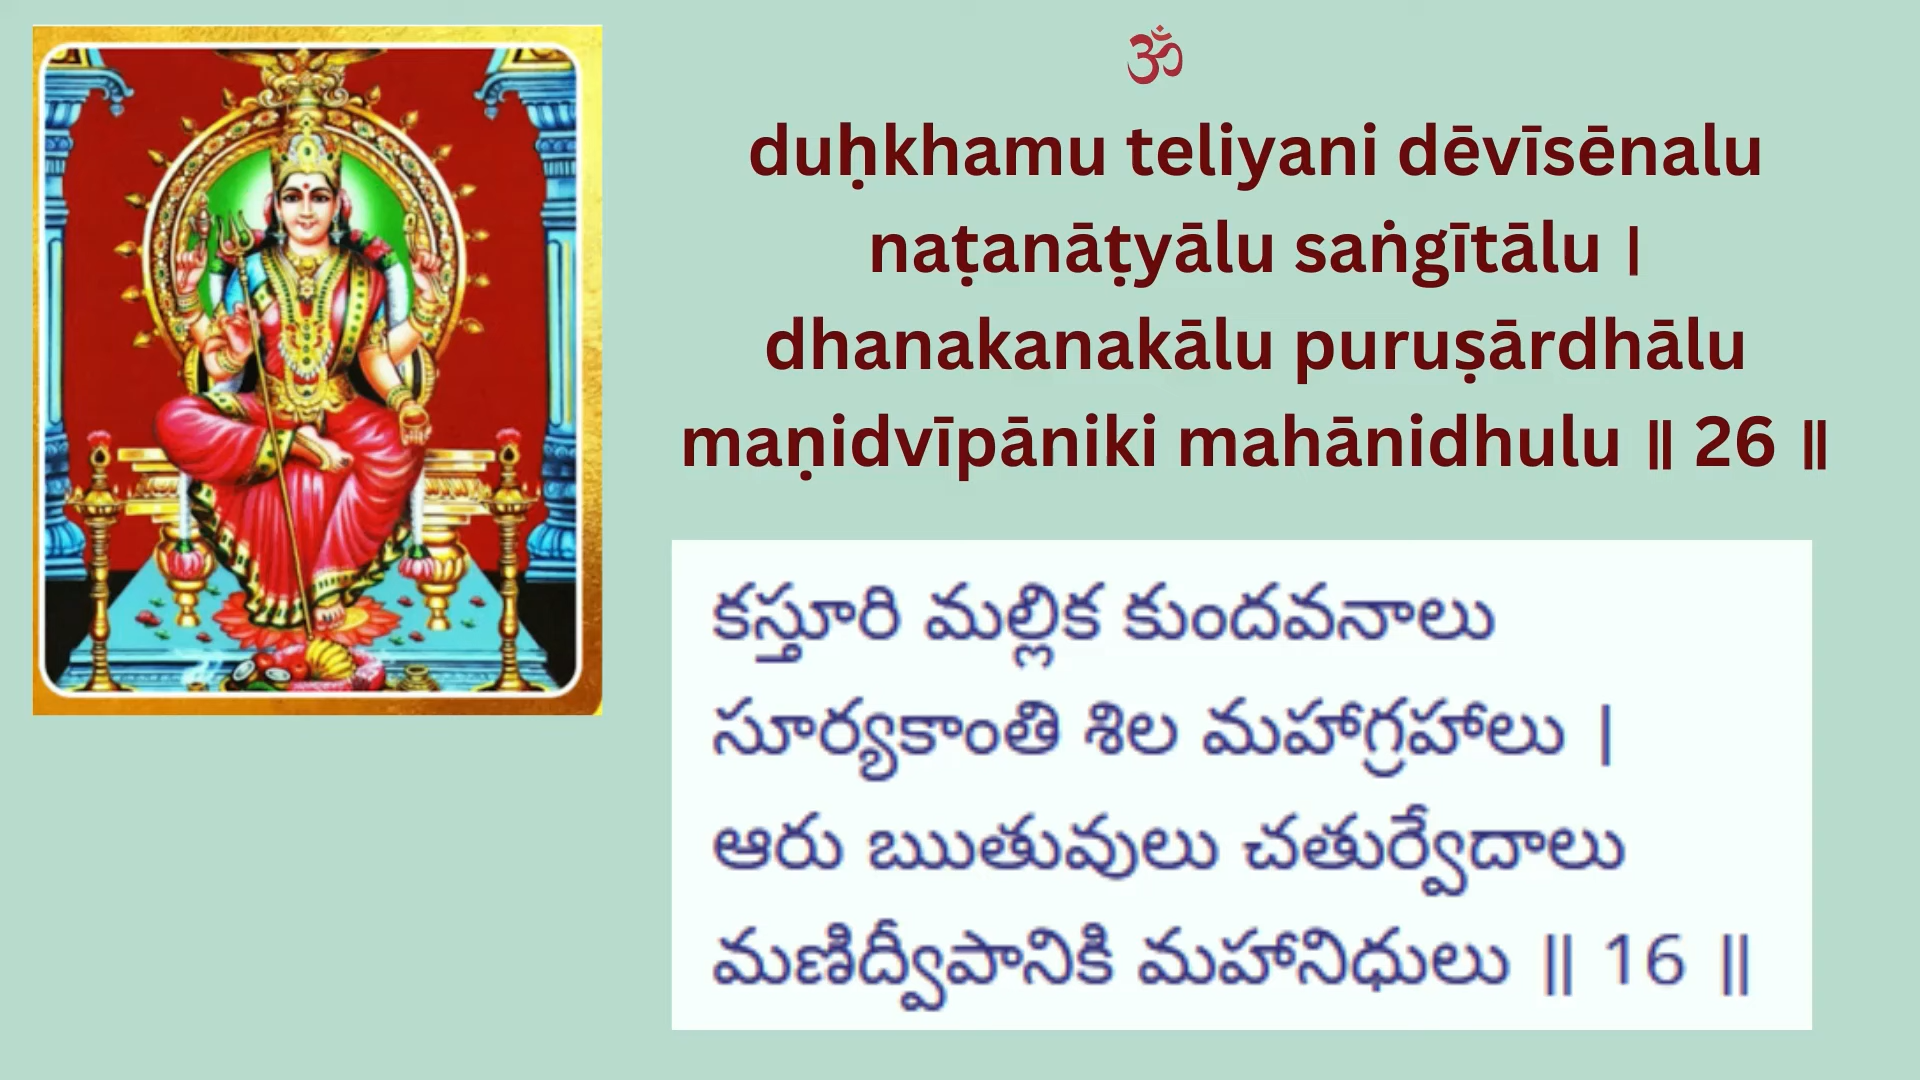 ॐ
duḥkhamu teliyani dēvīsēnalu
naṭanāṭyālu saṅgītālu ।
dhanakanakālu puruṣārdhālu
maṇidvīpāniki mahānidhulu ॥ 26 ॥
కస్తూరి మల్లిక కుందవనాలు
సూర్యకాంతి శిల మహాగ్రహాలు ।
ఆరు ఋతువులు చతుర్వేదాలు
మణిద్వీపానికి మహానిధులు ॥ 16 ॥